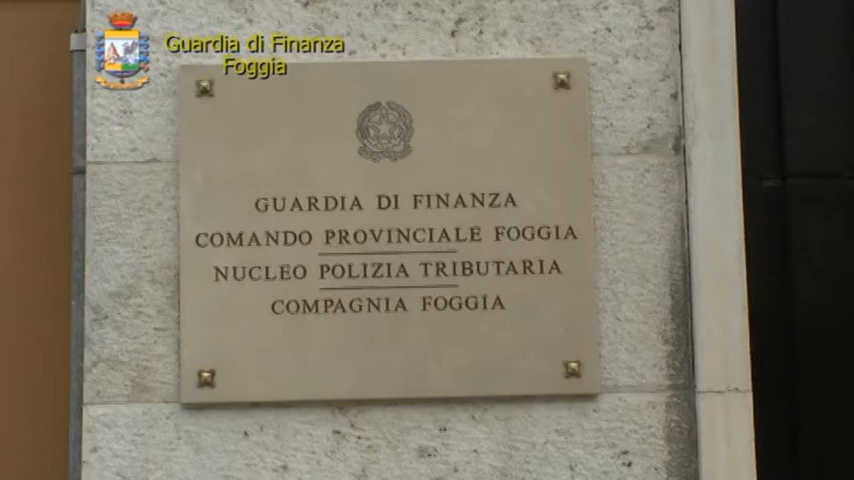 Guardia di Finanza
Foggia
GUARDIA DI FINANZA
COMANDO PROVINCIALE FOGGIA
NUCLEO POLIZIA TRIBUTARIA
COMPAGNIA FOGGIA